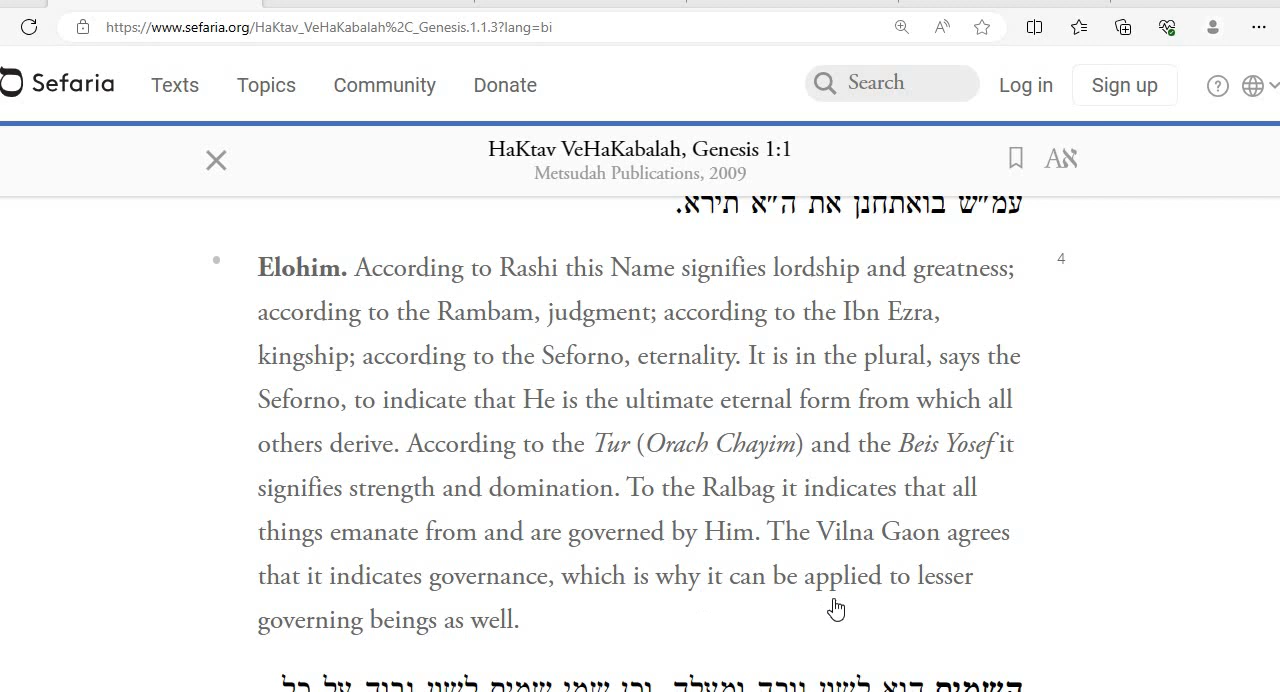 https://www.sefaria.org/HaKtav_VeHaKabalah%2C_Genesis.1.1.3?lang=bi
Sefaria Texts Topics Community Donate Search Log in Sign up
HaKtav VeHaKabalah, Genesis 1:1
Metsudah Publications, 2009
עמ״ש בואתחנן את ה״א תירא.
Elohim. According to Rashi this Name signifies lordship and greatness; 4
according to the Rambam, judgment; according to the Ibn Ezra,
kingship; according to the Seforno, eternality. It is in the plural, says the
Seforno, to indicate that He is the ultimate eternal form from which all
others derive. According to the Tur (Orach Chayim) and the Beis Yosef it
signifies strength and domination. To the Ralbag it indicates that all
things emanate from and are governed by Him. The Vilna Gaon agrees
that it indicates governance, which is why it can be applied to lesser
governing beings as well.
השמים הוא לשון